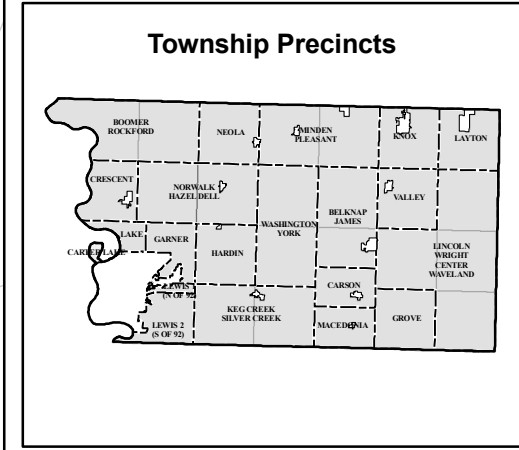 Township Precincts
BOOMER
ROCKFORD
NEOLA
MINDEN
PLEASANT
KNOX
LAYTON
CRESCENT
NORWALK
HAZEL DELL
VALLEY
BELKNAP
JAMES
WASHINGTON
YORK
LAKE
GARNER
HARDIN
CARTER LAKE
LINCOLN
WRIGHT
CENTER
WAVELAND
LEWIS
(N OF 92)
CARSON
KEG CREEK
SILVER CREEK
LEWIS 2
(S OF 92)
MACEDONIA
GROVE